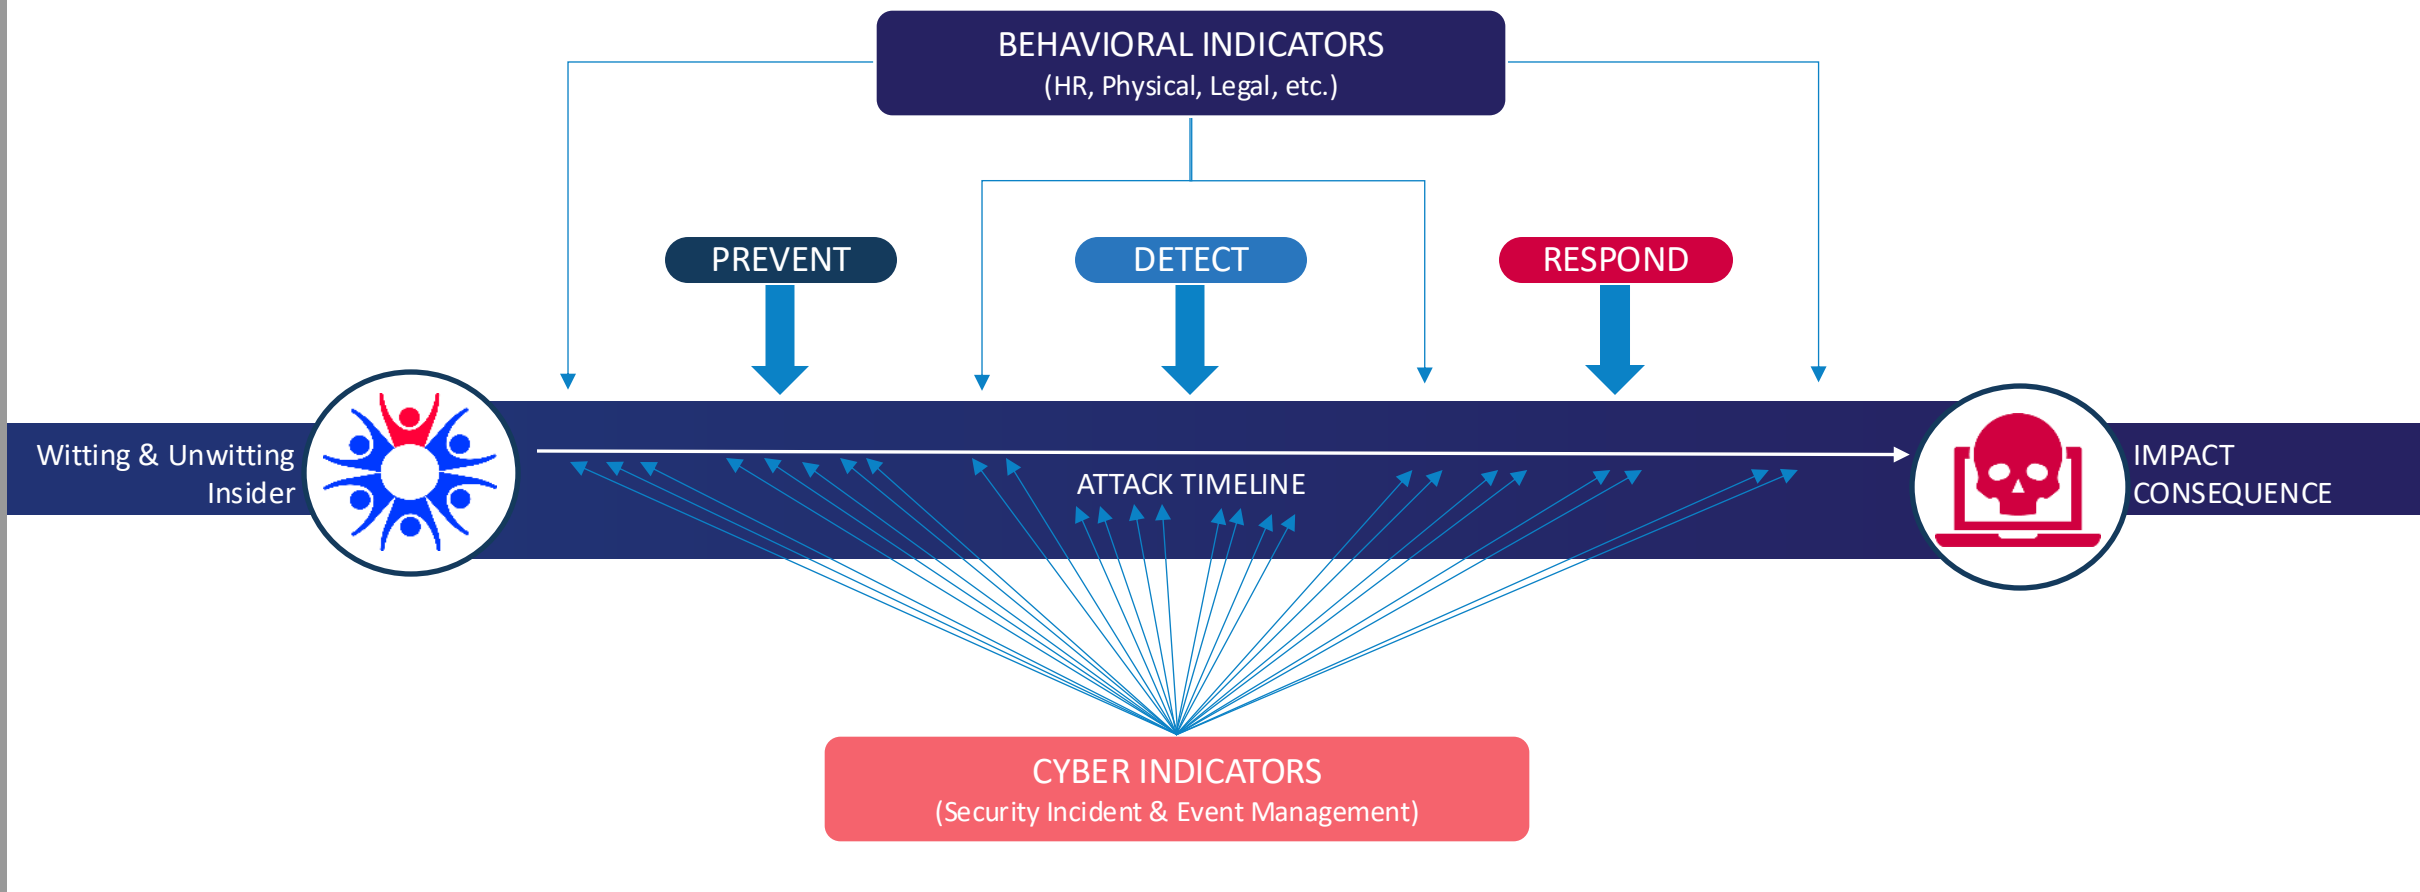 BEHAVIORAL INDICATORS
(HR, Physical, Legal, etc.)
PREVENT
DETECT
RESPOND
Witting & Unwitting
Insider
ATTACK TIMELINE
IMPACT
CONSEQUENCE
CYBER INDICATORS
(Security Incident & Event Management)